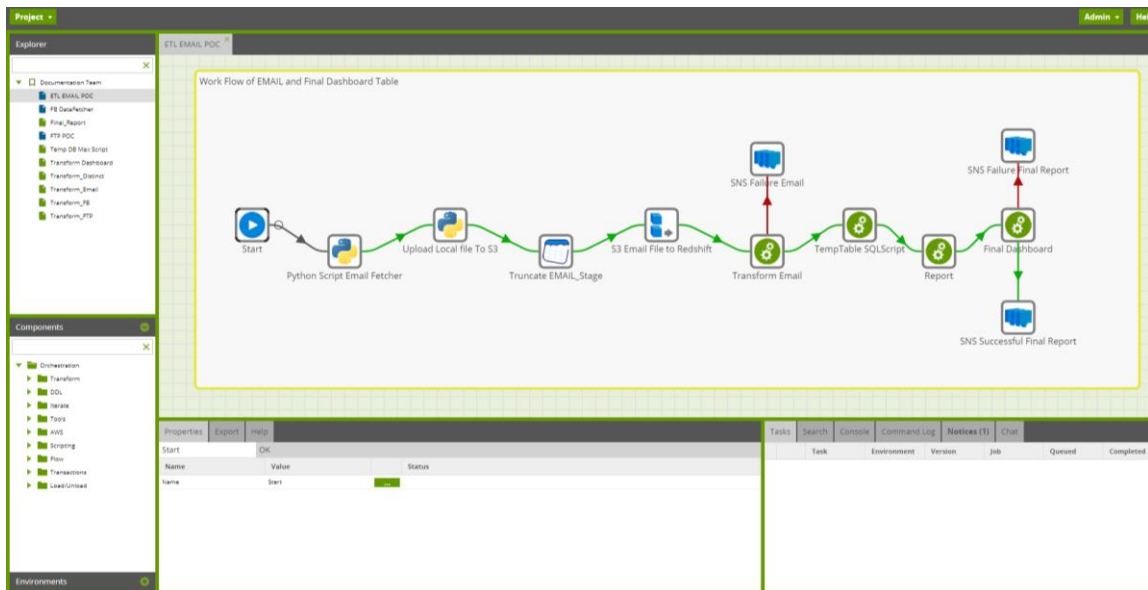 Project
Admin
Hel
Explorer
ETL EMAIL POC
Documentation Team
ETL EMAIL POC
FB DataFetcher
Final_Report
FTP POC
Temp DB Max Script
Transform Dashboard
Transform_Distinct
Transform_Email
Transform_FB
Transform_FTP
Work Flow of EMAIL and Final Dashboard Table
SNS Failure Email
SNS Failure Final Report
Start
Python Script Email Fetcher
Upload Local file To S3
Truncate EMAIL_Stage
S3 Email File to Redshift
Transform Email
TempTable SQLScript
Report
Final Dashboard
SNS Successful Final Report
Components
Orchestration
Transform
DDL
Iterate
Tools
AWS
Scripting
Flow
Transactions
Load/Unload
Environments
Properties Export Help
Start OK
Name Value Status
Name Start ...
Tasks Search Console Command Log Notices (1) Chat
Task Environment Version Job Queued Completed